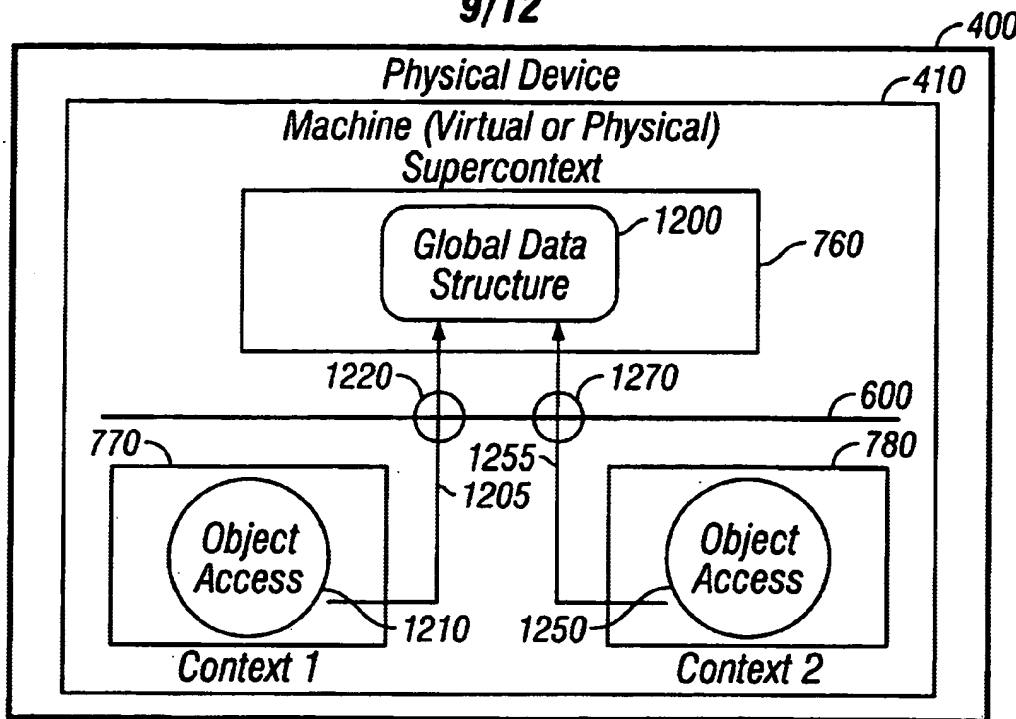 9/12
400
Physical Device
410
Machine (Virtual or Physical)
Supercontext
1200
Global Data
Structure
760
1220
1270
600
770
1255
780
1205
Object
Access
Object
Access
1210
1250
Context 1
Context 2